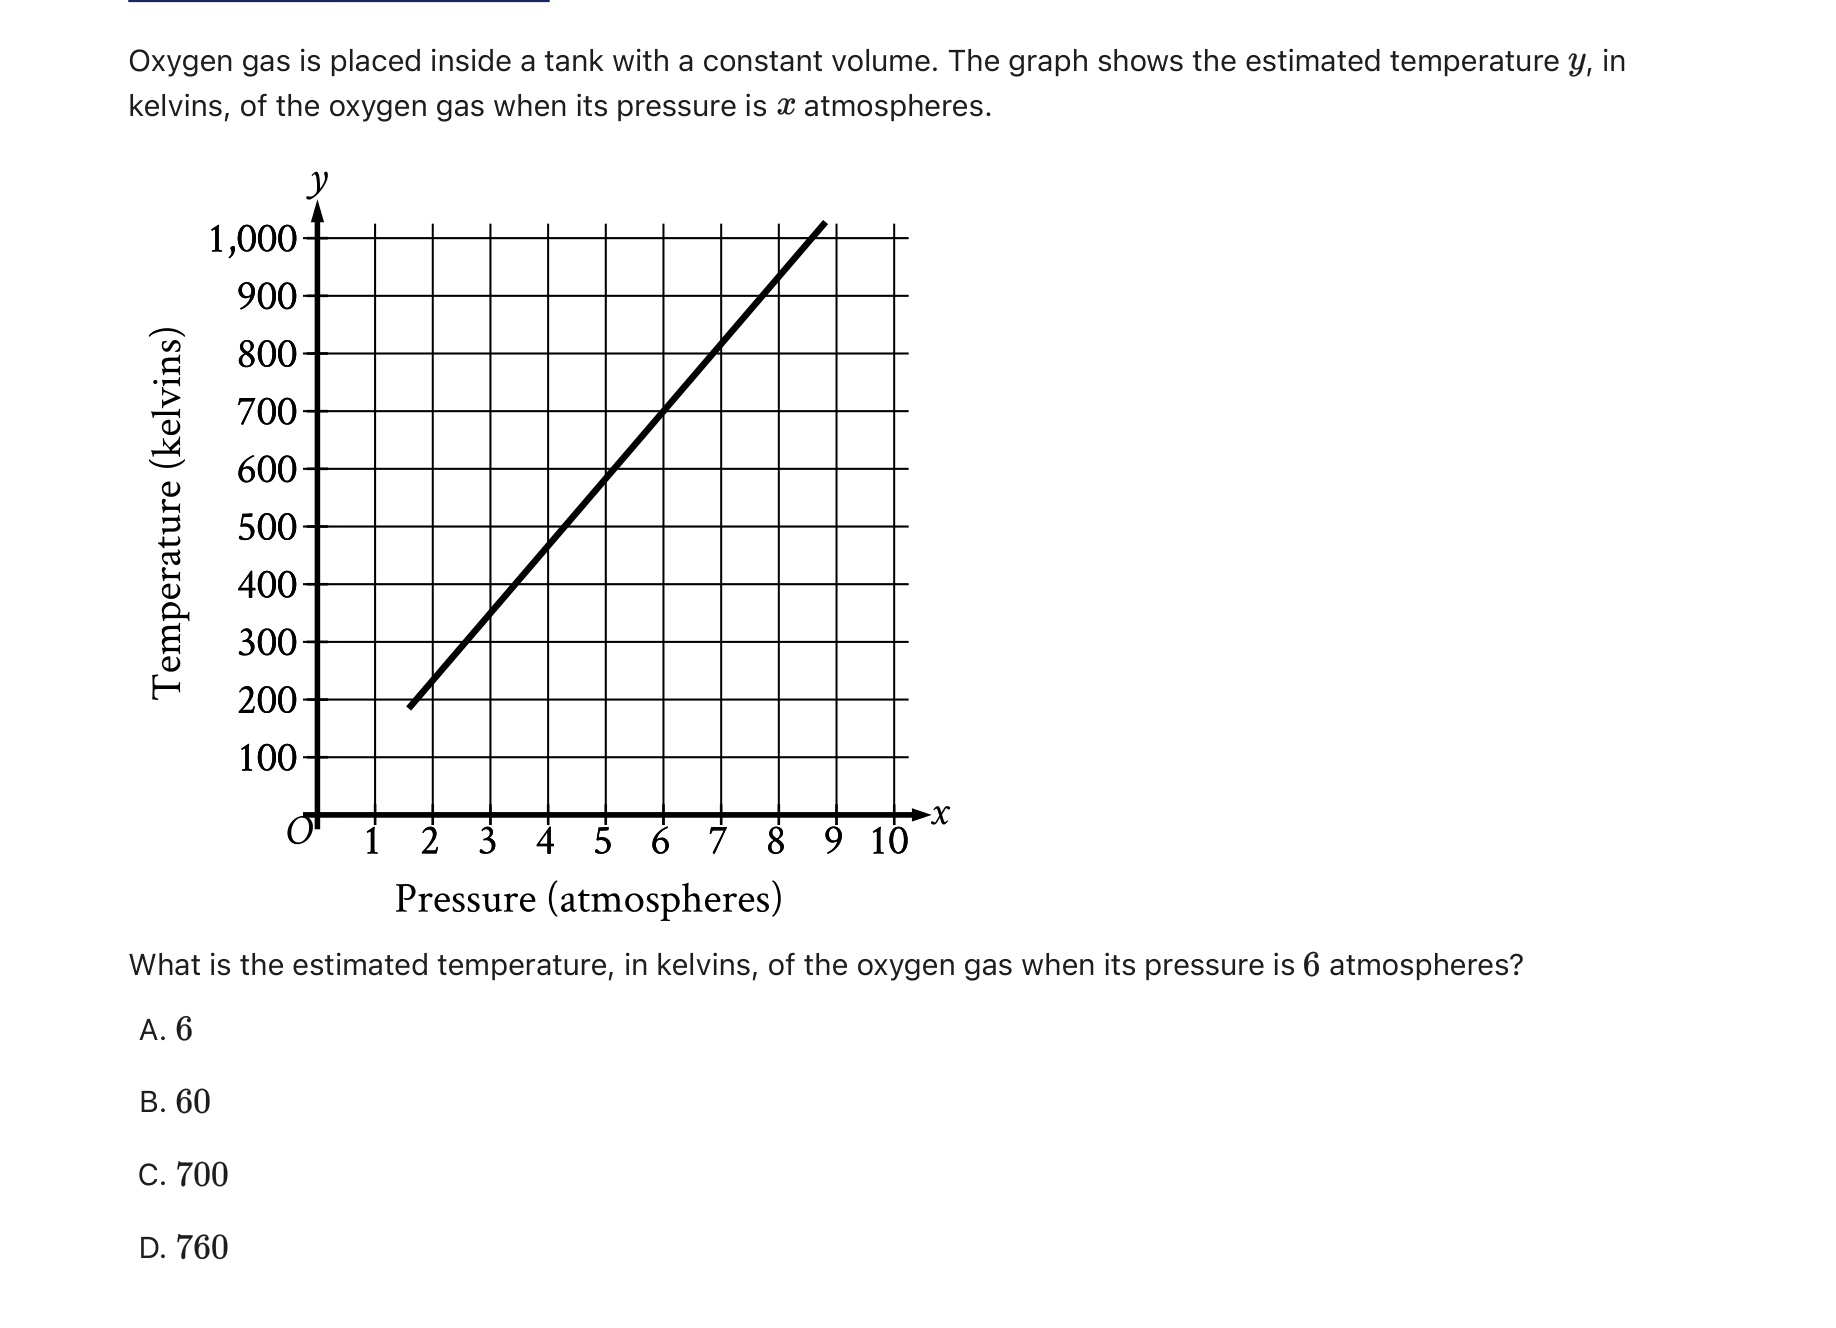 Oxygen gas is placed inside a tank with a constant volume. The graph shows the estimated temperature y, in
kelvins, of the oxygen gas when its pressure is x atmospheres.
y
1,000
900
800
700
600
500
400
300
200
100
Temperature (kelvins)
O
1 2 3 4 5 6 7 8 9 10
x
Pressure (atmospheres)
What is the estimated temperature, in kelvins, of the oxygen gas when its pressure is 6 atmospheres?
A. 6
B. 60
C. 700
D. 760